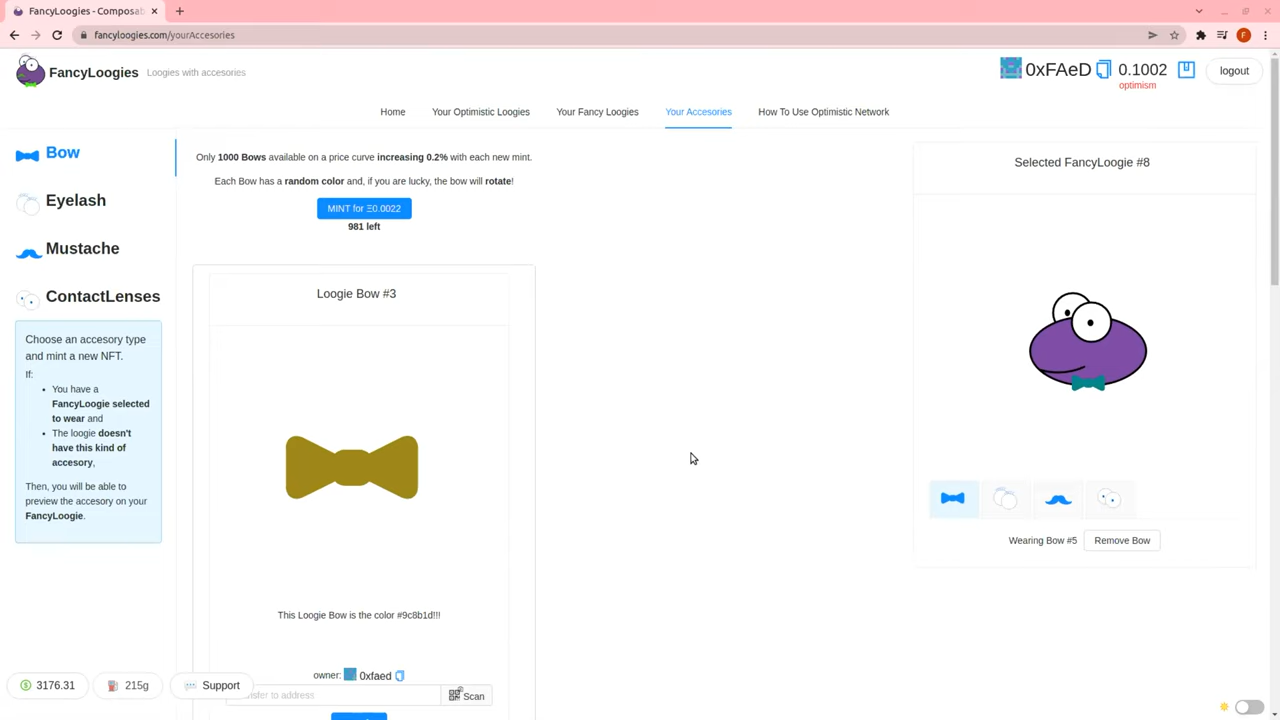 FancyLoogies - Composab
fancyloogies.com/yourAccesories
F
FancyLoogies
Loogies with accesories
0xFAeD
0.1002
optimism
logout
Home
Your Optimistic Loogies
Your Fancy Loogies
Your Accesories
How To Use Optimistic Network
Bow
Eyelash
Mustache
ContactLenses
Choose an accesory type
and mint a new NFT.
If:
• You have a
FancyLoogie selected
to wear and
• The loogie doesn't
have this kind of
accesory,
Then, you will be able to
preview the accesory on your
FancyLoogie.
Only 1000 Bows available on a price curve increasing 0.2% with each new mint.
Each Bow has a random color and, if you are lucky, the bow will rotate!
MINT for Ξ0.0022
981 left
Loogie Bow #3
This Loogie Bow is the color #9c8b1d!!!
owner: 0xfaed
to address
Scan
Selected FancyLoogie #8
Wearing Bow #5
Remove Bow
3176.31
215g
Support